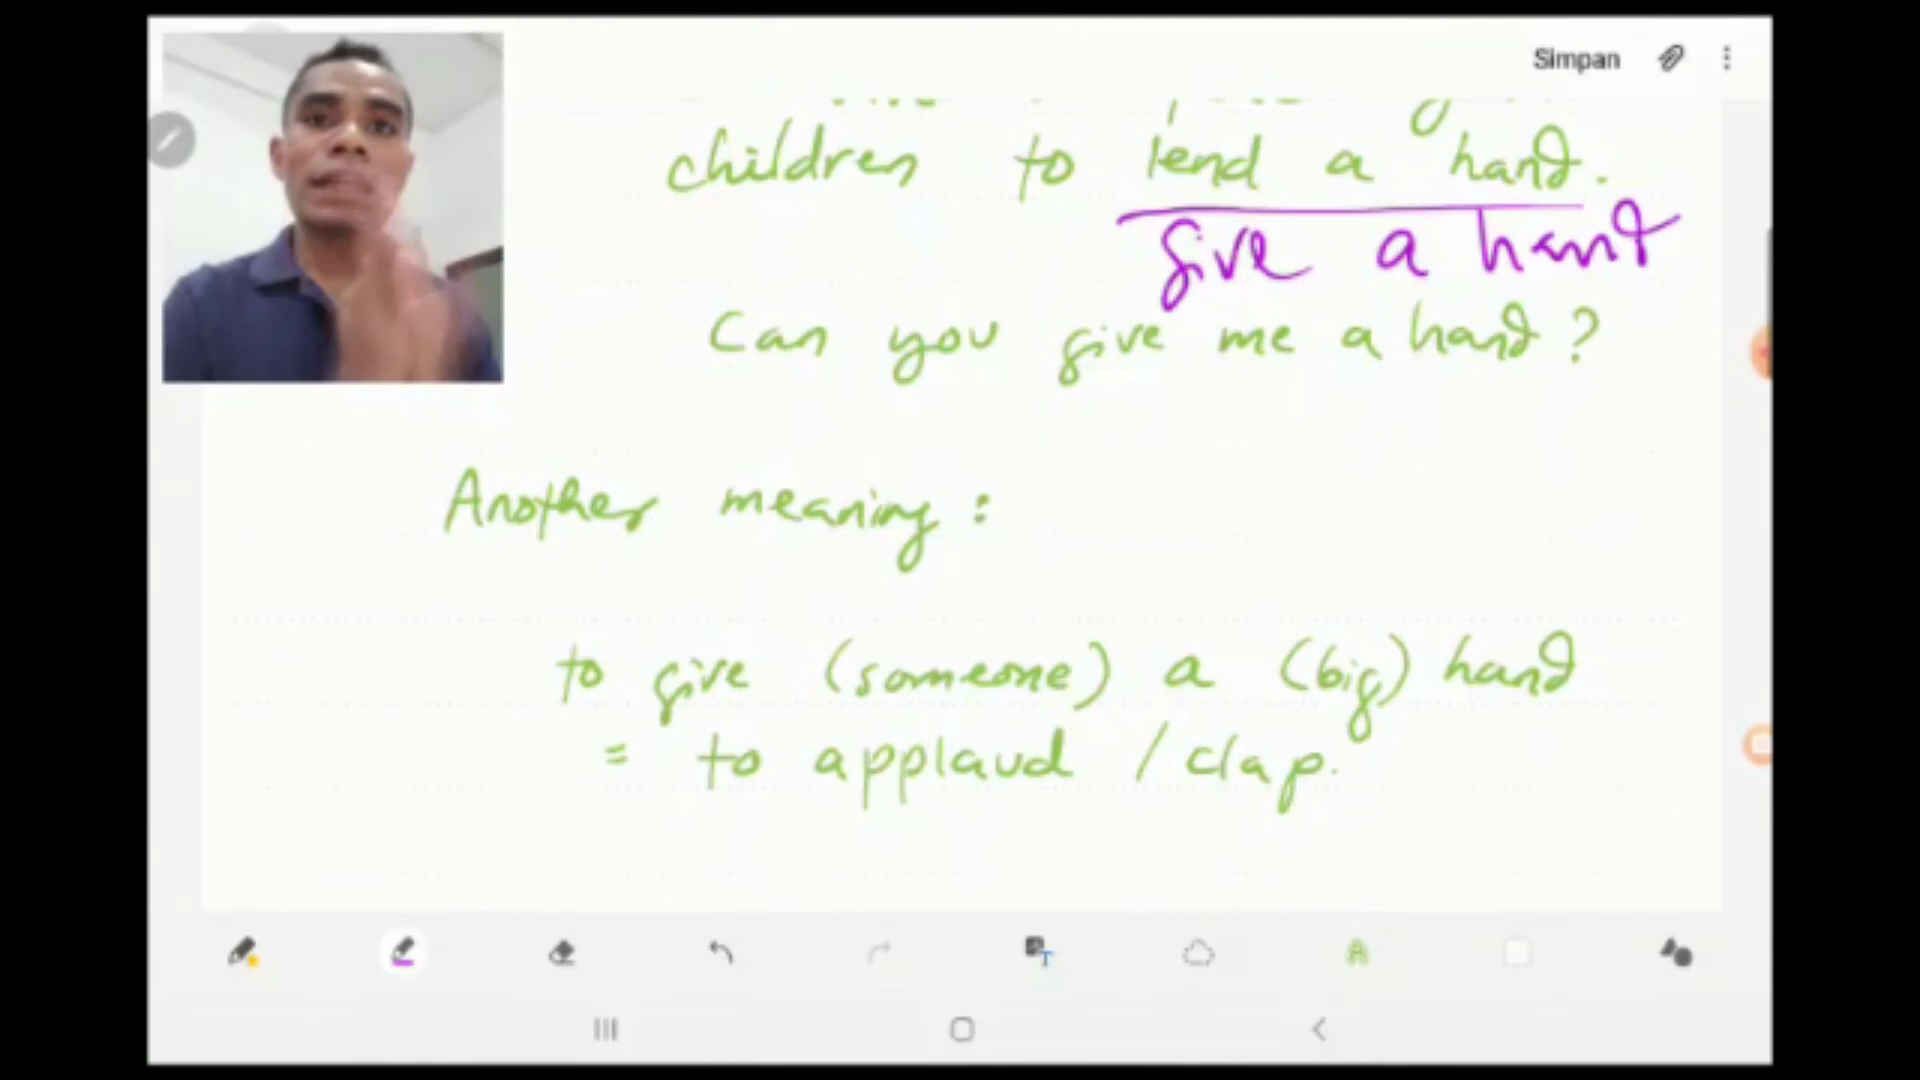 Simpan
children to lend a hand.
give a hand
Can you give me a hand?
Another meaning:
to give (someone) a (big) hand
= to applaud / clap.